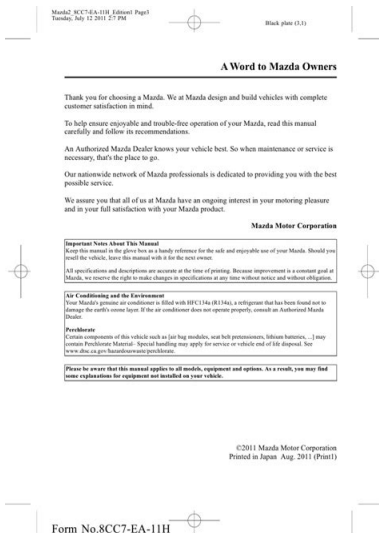 Mazda2_8CC7-EA-11H_Edition1 Page3
Tuesday, July 12 2011 2:7 PM
Black plate (3,1)
A Word to Mazda Owners
Thank you for choosing a Mazda. We at Mazda design and build vehicles with complete
customer satisfaction in mind.
To help ensure enjoyable and trouble-free operation of your Mazda, read this manual
carefully and follow its recommendations.
An Authorized Mazda Dealer knows your vehicle best. So when maintenance or service is
necessary, that's the place to go.
Our nationwide network of Mazda professionals is dedicated to providing you with the best
possible service.
We assure you that all of us at Mazda have an ongoing interest in your motoring pleasure
and in your full satisfaction with your Mazda product.
Mazda Motor Corporation
Important Notes About This Manual
Keep this manual in the glove box as a handy reference for the safe and enjoyable use of your Mazda. Should you
resell the vehicle, leave this manual with it for the next owner.
All specifications and descriptions are accurate at the time of printing. Because improvement is a constant goal at
Mazda, we reserve the right to make changes in specifications at any time without notice and without obligation.
Air Conditioning and the Environment
Your Mazda's genuine air conditioner is filled with HFC134a (R134a), a refrigerant that has been found not to
damage the earth's ozone layer. If the air conditioner does not operate properly, consult an Authorized Mazda
Dealer.
Perchlorate
Certain components of this vehicle such as [air bag modules, seat belt pretensioners, lithium batteries, ...] may
contain Perchlorate Material– Special handling may apply for service or vehicle end of life disposal. See
www.dtsc.ca.gov/hazardouswaste/perchlorate.
Please be aware that this manual applies to all models, equipment and options. As a result, you may find
some explanations for equipment not installed on your vehicle.
©2011 Mazda Motor Corporation
Printed in Japan Aug. 2011 (Print1)
Form No.8CC7-EA-11H